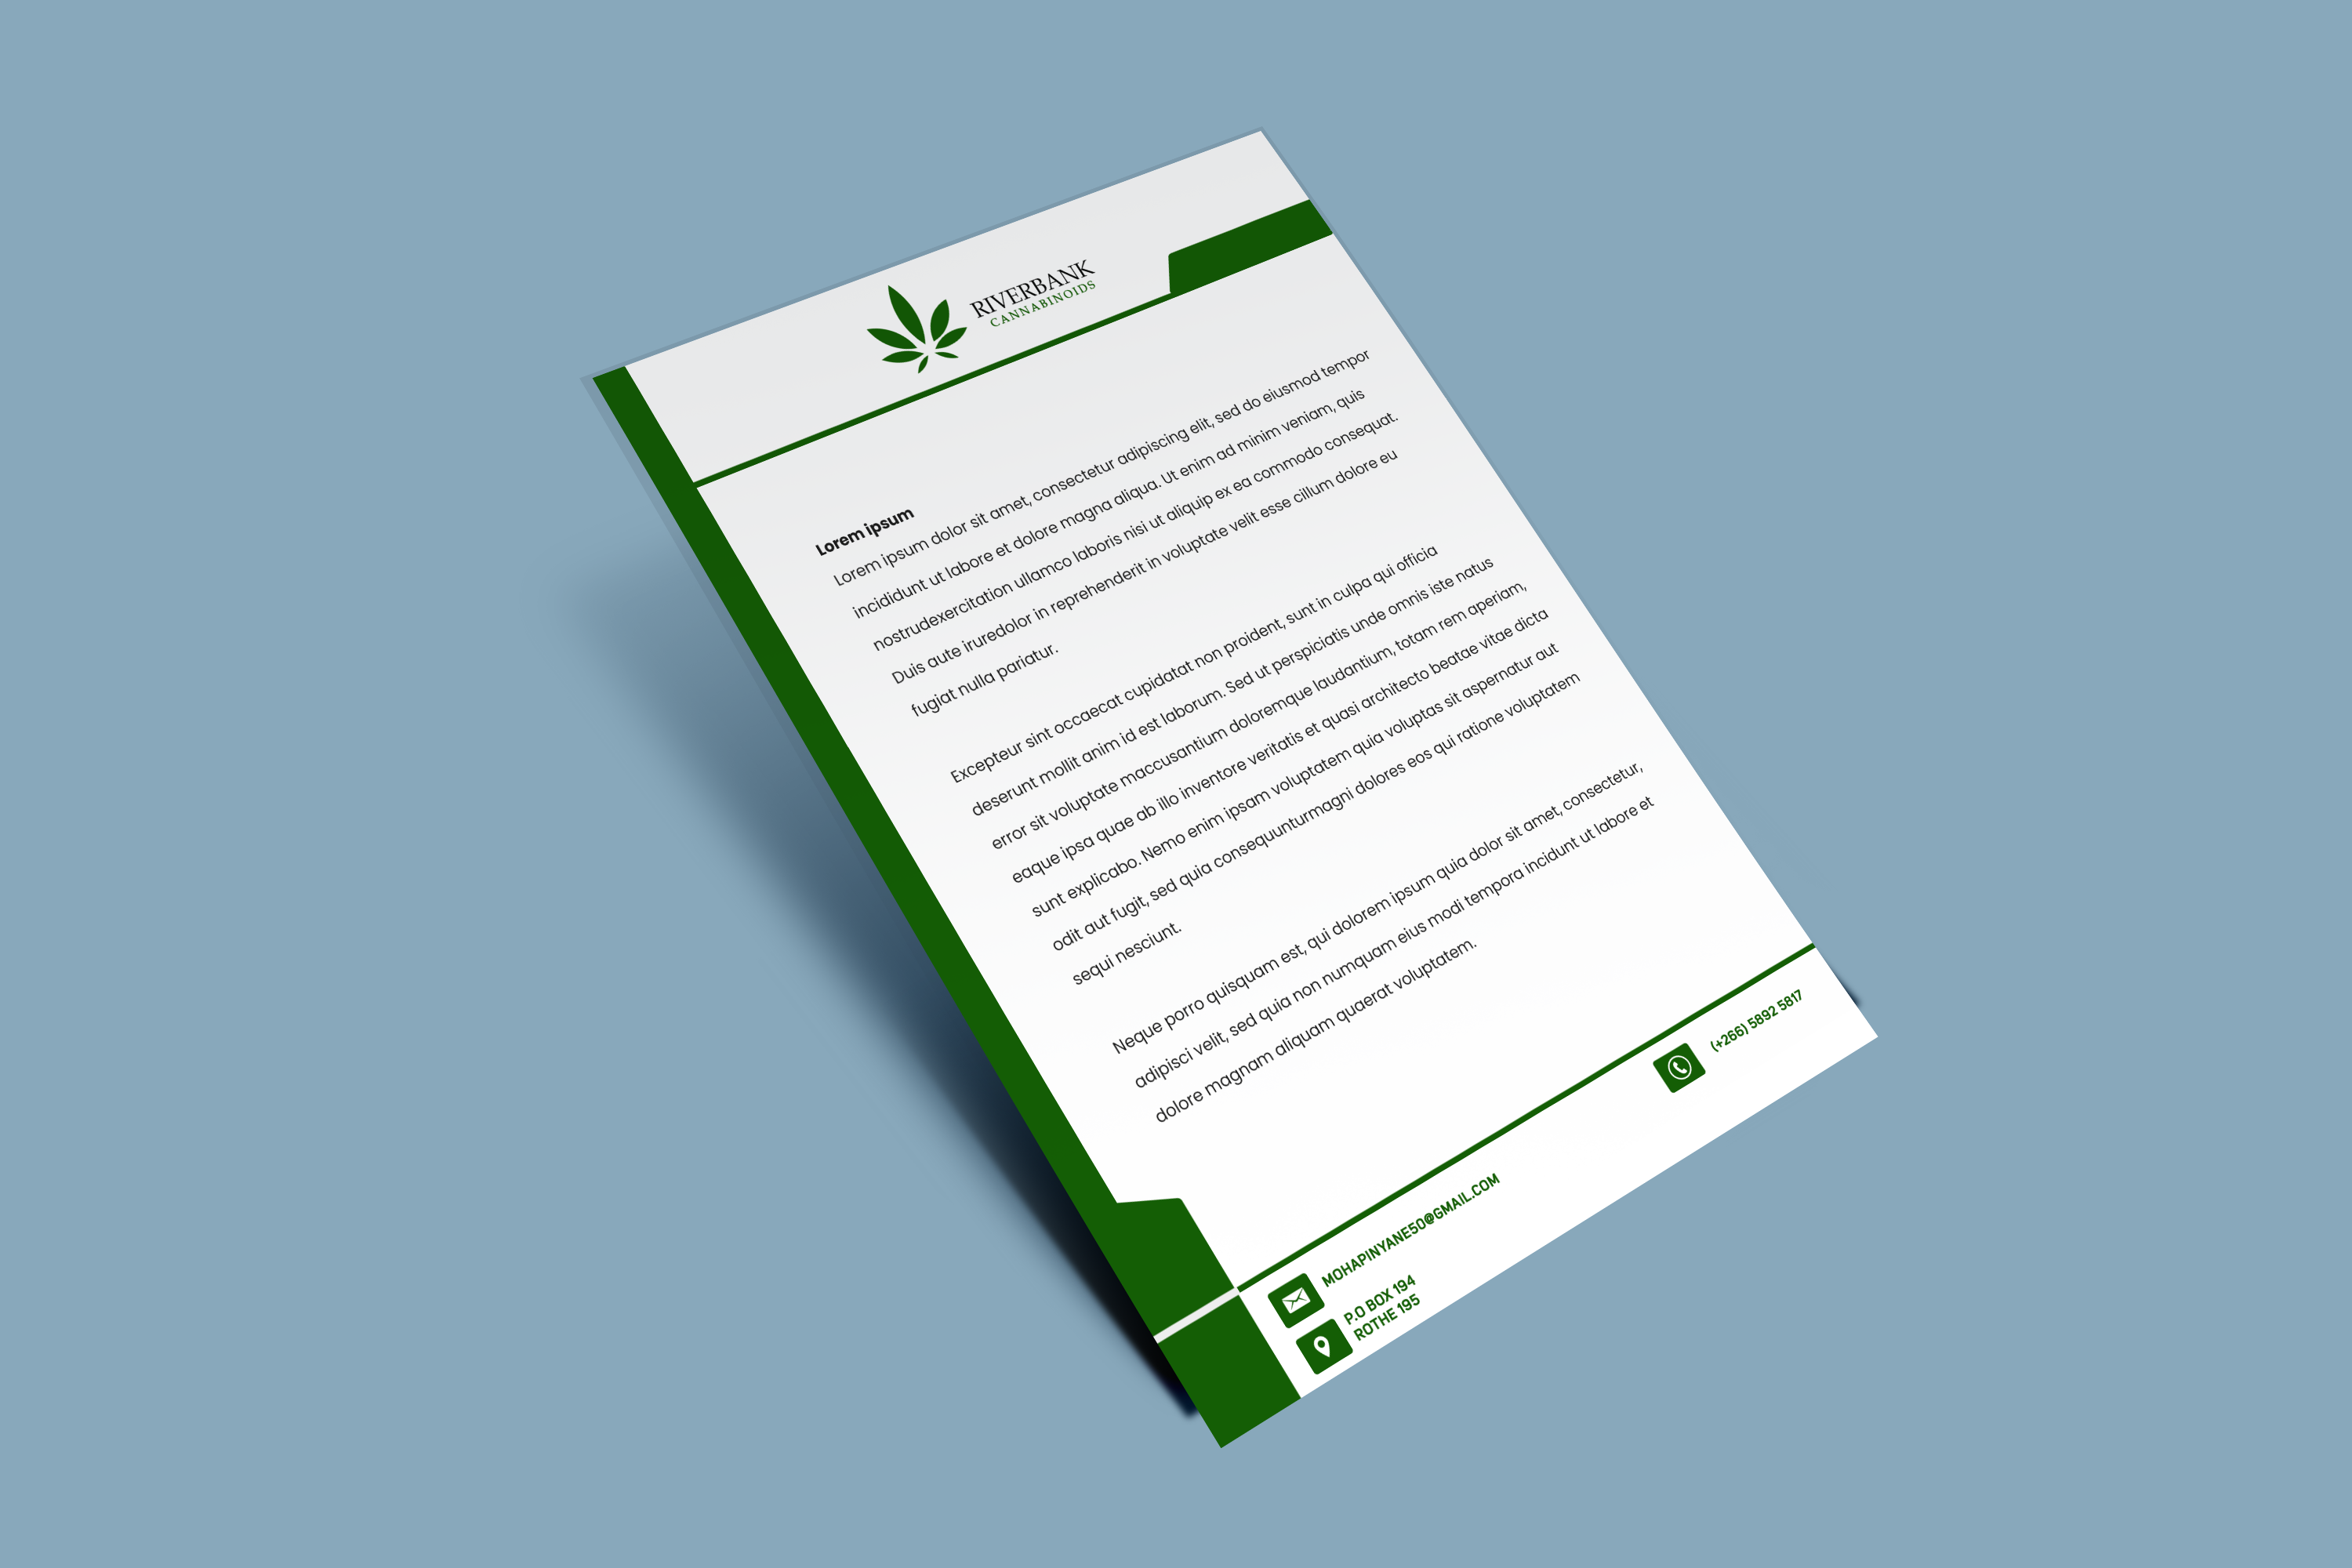 RIVERBANK
CANNABINOIDS
Lorem ipsum
Lorem ipsum dolor sit amet, consectetur adipiscing elit, sed do eiusmod tempor
incididunt ut labore et dolore magna aliqua. Ut enim ad minim veniam, quis
nostrudexercitation ullamco laboris nisi ut aliquip ex ea commodo consequat.
Duis aute iruredolor in reprehenderit in voluptate velit esse cillum dolore eu
fugiat nulla pariatur.
Excepteur sint occaecat cupidatat non proident, sunt in culpa qui officia
deserunt mollit anim id est laborum. Sed ut perspiciatis unde omnis iste natus
error sit voluptate maccusantium doloremque laudantium, totam rem aperiam,
eaque ipsa quae ab illo inventore veritatis et quasi architecto beatae vitae dicta
sunt explicabo. Nemo enim ipsam voluptatem quia voluptas sit aspernatur aut
odit aut fugit, sed quia consequunturmagni dolores eos qui ratione voluptatem
sequi nesciunt.
Neque porro quisquam est, qui dolorem ipsum quia dolor sit amet, consectetur,
adipisci velit, sed quia non numquam eius modi tempora incidunt ut labore et
dolore magnam aliquam quaerat voluptatem.
MOHAPINYANE50@GMAIL.COM
(+266) 5892 5817
P.O BOX 194
ROTHE 195